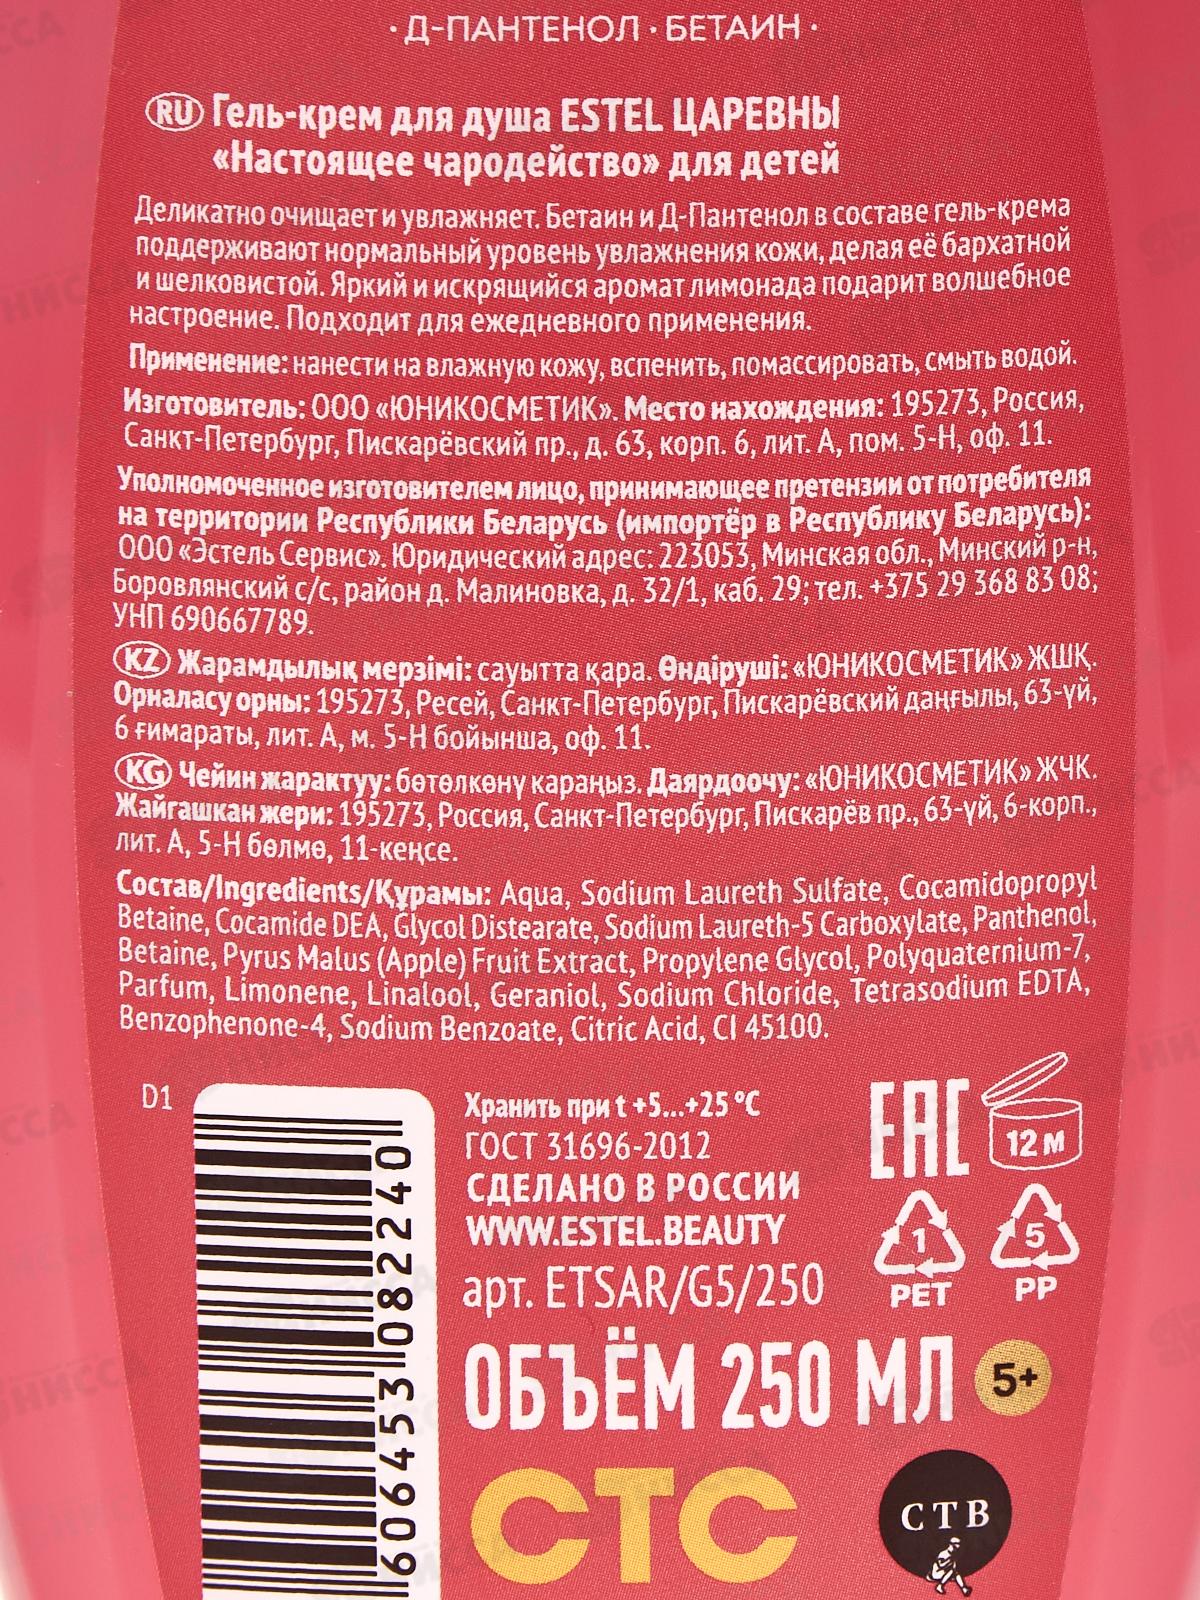 · Д-ПАНТЕНОЛ · БЕТАИН ·
RU Гель-крем для душа ESTEL ЦАРЕВНЫ
«Настоящее чародейство» для детей
Деликатно очищает и увлажняет. Бетаин и Д-Пантенол в составе гель-крема
поддерживают нормальный уровень увлажнения кожи, делая её бархатной
и шелковистой. Яркий и искрящийся аромат лимонада подарит волшебное
настроение. Подходит для ежедневного применения.
Применение: нанести на влажную кожу, вспенить, помассировать, смыть водой.
Изготовитель: ООО «ЮНИКОСМЕТИК». Место нахождения: 195273, Россия,
Санкт-Петербург, Пискарёвский пр., д. 63, корп. 6, лит. А, пом. 5-Н, оф. 11.
Уполномоченное изготовителем лицо, принимающее претензии от потребителя
на территории Республики Беларусь (импортёр в Республику Беларусь):
ООО «Эстель Сервис». Юридический адрес: 223053, Минская обл., Минский р-н,
Боровлянский с/с, район д. Малиновка, д. 32/1, каб. 29; тел. +375 29 368 83 08;
УНП 690667789.
KZ Жарамдылық мерзімі: сауытта қара. Өндіруші: «ЮНИКОСМЕТИК» ЖШҚ.
Орналасу орны: 195273, Ресей, Санкт-Петербург, Пискарёвский даңғылы, 63-үй,
6 ғимараты, лит. А, м. 5-Н бойынша, оф. 11.
KG Чейин жарактуу: бөтөлкөнү караңыз. Даярдоочу: «ЮНИКОСМЕТИК» ЖЧК.
Жайгашкан жери: 195273, Россия, Санкт-Петербург, Пискарёв пр., 63-үй, 6-корп.,
лит. А, 5-Н бөлмө, 11-кеңсе.
Состав/Ingredients/Құрамы: Aqua, Sodium Laureth Sulfate, Cocamidopropyl
Betaine, Cocamide DEA, Glycol Distearate, Sodium Laureth-5 Carboxylate, Panthenol,
Betaine, Pyrus Malus (Apple) Fruit Extract, Propylene Glycol, Polyquaternium-7,
Parfum, Limonene, Linalool, Geraniol, Sodium Chloride, Tetrasodium EDTA,
Benzophenone-4, Sodium Benzoate, Citric Acid, CI 45100.
D1
Хранить при t +5...+25 °C
ГОСТ 31696-2012
СДЕЛАНО В РОССИИ
WWW.ESTEL.BEAUTY
арт. ETSAR/G5/250
ОБЪЁМ 250 МЛ
5+
ЕАС
12 М
1
PET
5
PP
606453 082240
СТС
СТВ